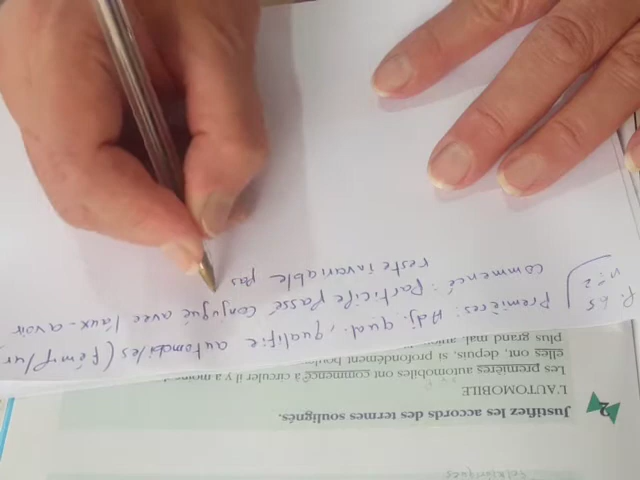 P 65
n°2
Premières: Adj. qual. qualifie automobiles (fém/plur
Commencé: Participe passé conjugué avec l'aux-avoir
reste invariable pas
2 Justifiez les accords des termes soulignés.
L'AUTOMOBILE
Les premières automobiles ont commencé à circuler il y a moins
elles ont, depuis, si profondément
plus grand mal,